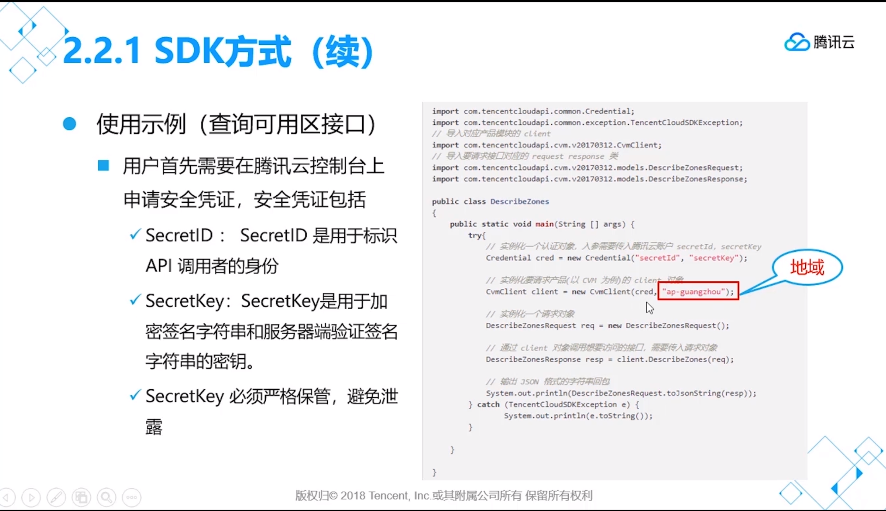 2.2.1 SDK方式（续）
腾讯云
使用示例（查询可用区接口）
用户首先需要在腾讯云控制台上
申请安全凭证，安全凭证包括
SecretID： SecretID 是用于标识
API 调用者的身份
SecretKey：SecretKey是用于加
密签名字符串和服务器端验证签名
字符串的密钥。
SecretKey 必须严格保管，避免泄
露
import com.tencentcloudapi.common.Credential;
import com.tencentcloudapi.common.exception.TencentCloudSDKException;
// 导入对应产品模块的 client
import com.tencentcloudapi.cvm.v20170312.CvmClient;
// 导入要请求接口对应的 request response 类
import com.tencentcloudapi.cvm.v20170312.models.DescribeZonesRequest;
import com.tencentcloudapi.cvm.v20170312.models.DescribeZonesResponse;
public class DescribeZones
{
public static void main(String [] args) {
try{
// 实例化一个认证对象，入参需要传入腾讯云账户 secretId，secretKey
Credential cred = new Credential("secretId", "secretKey");
// 实例化要请求产品(以 CVM 为例)的 client 对象
CvmClient client = new CvmClient(cred, "ap-guangzhou");
// 实例化一个请求对象
DescribeZonesRequest req = new DescribeZonesRequest();
// 通过 client 对象调用想要访问的接口，需要传入请求对象
DescribeZonesResponse resp = client.DescribeZones(req);
// 输出 JSON 格式的字符串回包
System.out.println(DescribeZonesRequest.toJsonString(resp));
} catch (TencentCloudSDKException e) {
System.out.println(e.toString());
}
}
}
地域
版权归© 2018 Tencent, Inc.或其附属公司所有 保留所有权利